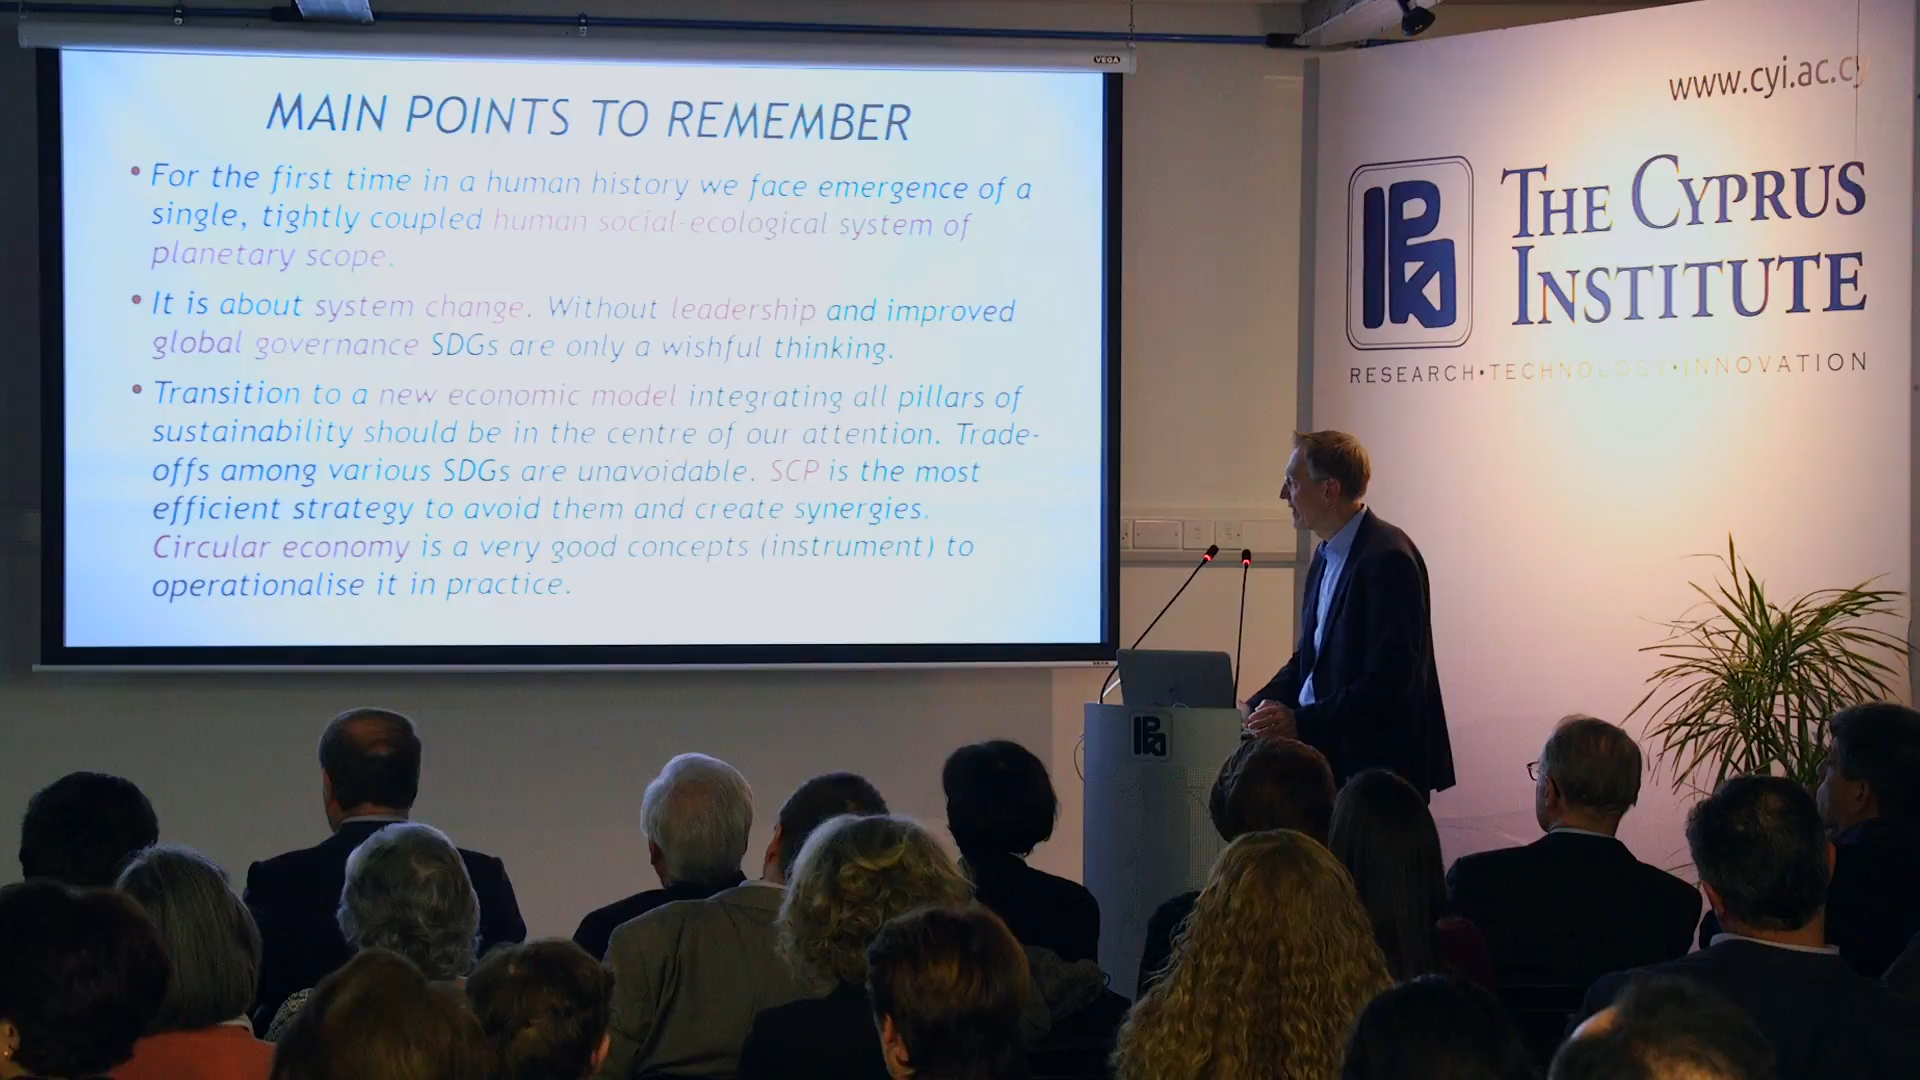 VEGA
MAIN POINTS TO REMEMBER
• For the first time in a human history we face emergence of a
single, tightly coupled human social-ecological system of
planetary scope.
• It is about system change. Without leadership and improved
global governance SDGs are only a wishful thinking.
• Transition to a new economic model integrating all pillars of
sustainability should be in the centre of our attention. Trade-
offs among various SDGs are unavoidable. SCP is the most
efficient strategy to avoid them and create synergies.
Circular economy is a very good concepts (instrument) to
operationalise it in practice.
VEGA
www.cyi.ac.cy
THE CYPRUS
INSTITUTE
RESEARCH•TECHNOLOGY•INNOVATION